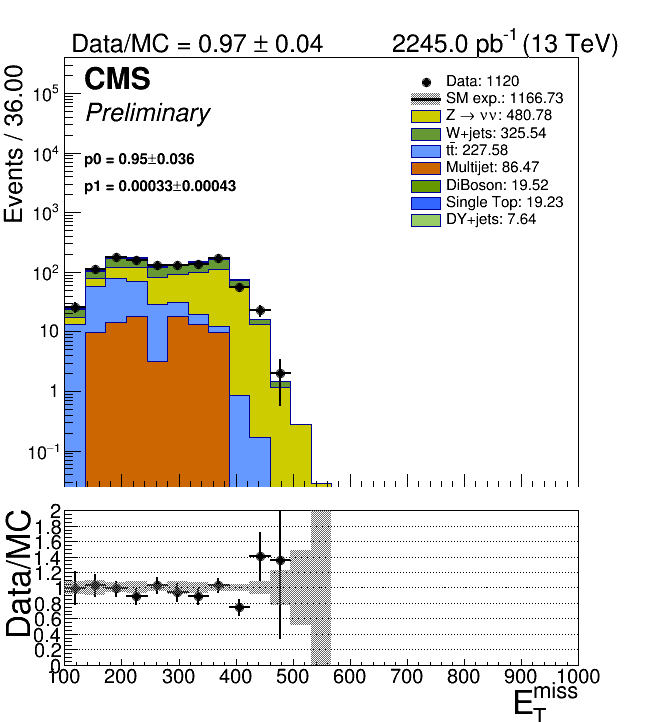 Data/MC = 0.97 ± 0.04
2245.0 pb⁻¹ (13 TeV)
CMS
Preliminary
p0 = 0.95±0.036
p1 = 0.00033±0.00043
Data: 1120
SM exp.: 1166.73
Z → νν: 480.78
W+jets: 325.54
tt̄: 227.58
Multijet: 86.47
DiBoson: 19.52
Single Top: 19.23
DY+jets: 7.64
Events / 36.00
10⁵
10⁴
10³
10²
10
1
10⁻¹
Data/MC
2
1.8
1.6
1.4
1.2
1
0.8
0.6
0.4
0.2
0
100 200 300 400 500 600 700 800 900 1000
E_T^miss